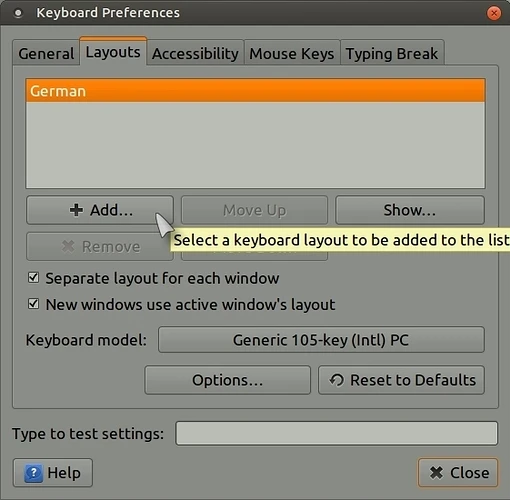 Keyboard Preferences
General Layouts Accessibility Mouse Keys Typing Break
German
Add... Move Up Show...
Select a keyboard layout to be added to the list
Remove
Separate layout for each window
New windows use active window's layout
Keyboard model: Generic 105-key (Intl) PC
Options... Reset to Defaults
Type to test settings:
Help Close